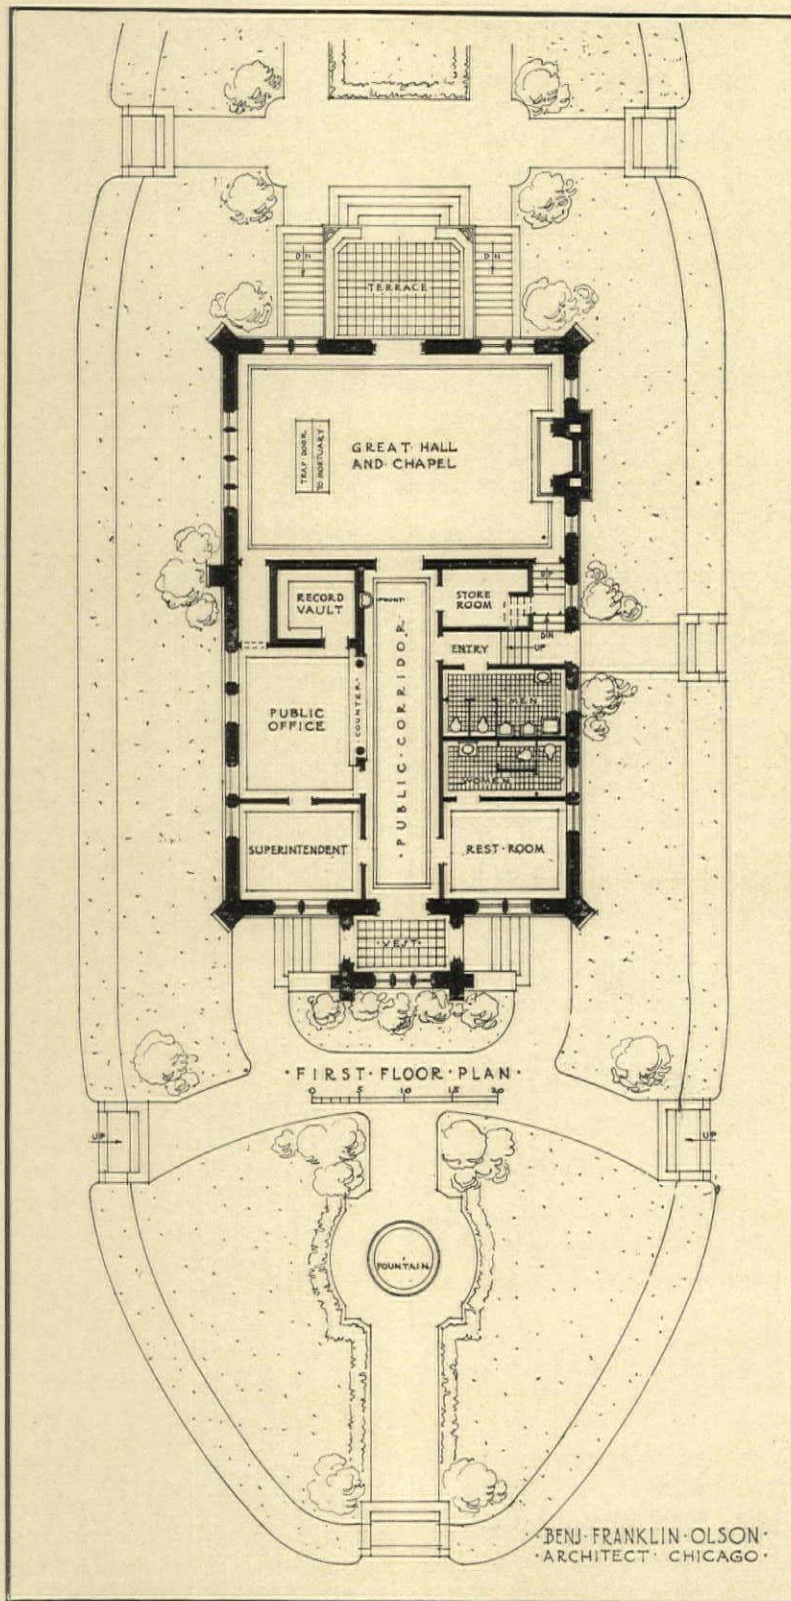 DN
DN
TERRACE
GREAT·HALL
AND·CHAPEL
TRAP·DOOR
TO·MORTUARY
RECORD
VAULT
FOUNT.
STORE
ROOM
UP
DN
ENTRY
UP
PUBLIC
OFFICE
·COUNTER·
·PUBLIC·CORRIDOR·
MEN
WOMEN
SUPERINTENDENT
REST·ROOM
·VEST·
·FIRST·FLOOR·PLAN·
0 5 10 15 20
UP
UP
FOUNTAIN
·BENJ·FRANKLIN·OLSON·
·ARCHITECT· CHICAGO·